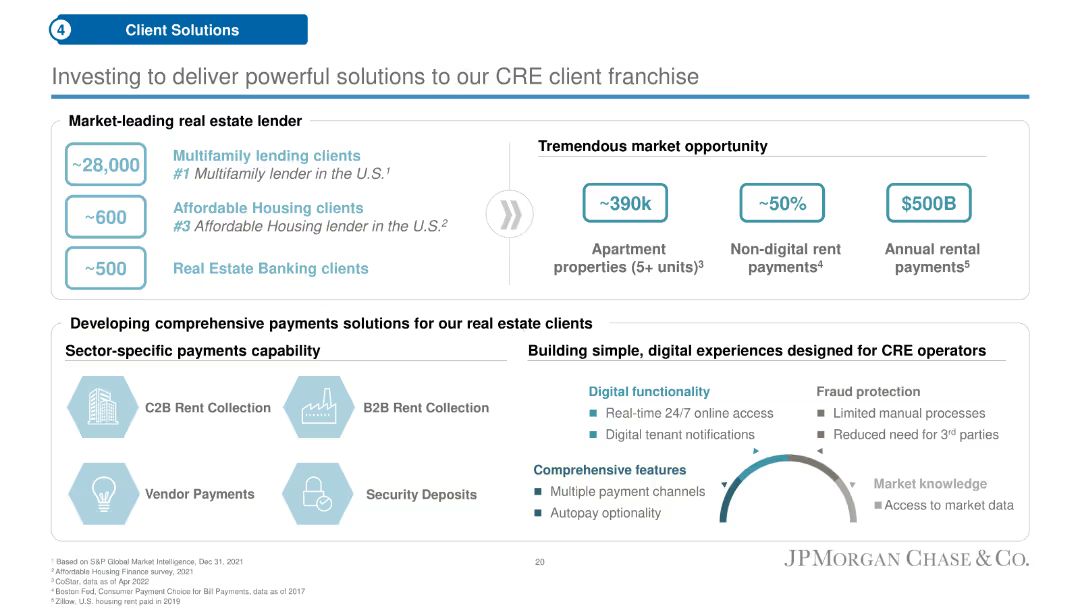 4
Client Solutions
Investing to deliver powerful solutions to our CRE client franchise
Market-leading real estate lender
~28,000
Multifamily lending clients
#1 Multifamily lender in the U.S.¹
~600
Affordable Housing clients
#3 Affordable Housing lender in the U.S.²
~500
Real Estate Banking clients
Tremendous market opportunity
~390k
Apartment
properties (5+ units)³
~50%
Non-digital rent
payments⁴
$500B
Annual rental
payments⁵
Developing comprehensive payments solutions for our real estate clients
Sector-specific payments capability
C2B Rent Collection
B2B Rent Collection
Vendor Payments
Security Deposits
Building simple, digital experiences designed for CRE operators
Digital functionality
■ Real-time 24/7 online access
■ Digital tenant notifications
Fraud protection
■ Limited manual processes
■ Reduced need for 3rd parties
Comprehensive features
■ Multiple payment channels
■ Autopay optionality
Market knowledge
■ Access to market data
¹ Based on S&P Global Market Intelligence, Dec 31, 2021
² Affordable Housing Finance survey, 2021
³ CoStar, data as of Apr 2022
⁴ Boston Fed, Consumer Payment Choice for Bill Payments, data as of 2017
⁵ Zillow, U.S. housing rent paid in 2019
20
JPMORGAN CHASE & CO.